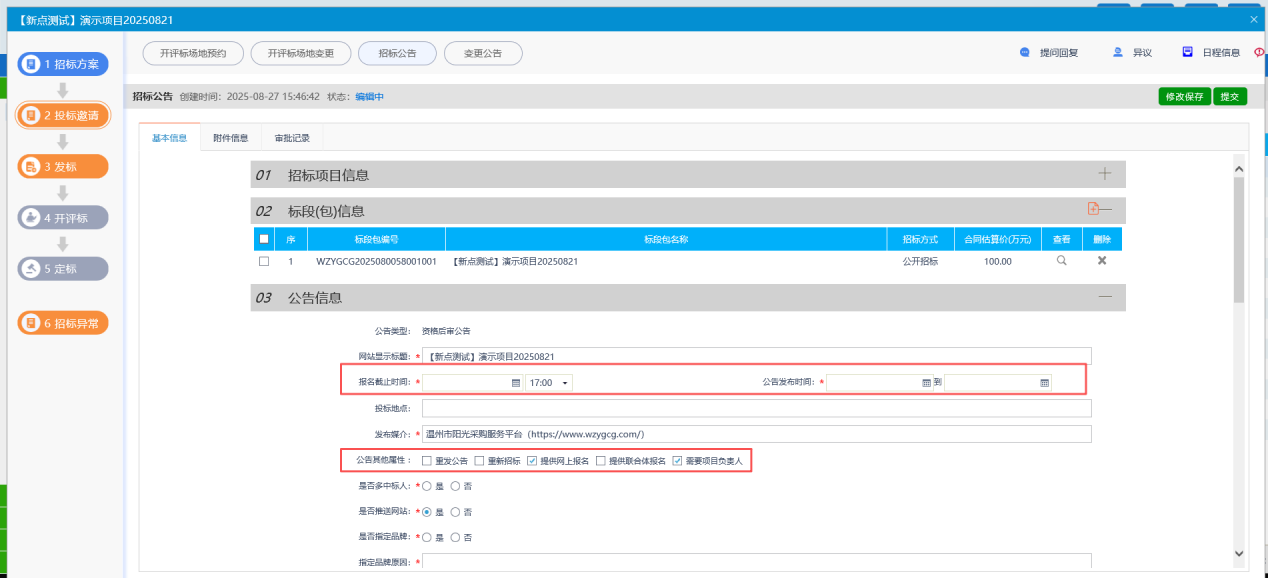 【新点测试】演示项目20250821
1 招标方案
2 投标邀请
3 发标
4 开评标
5 定标
6 招标异常
开评标场地预约 开评标场地变更 招标公告 变更公告
提问回复 异议 日程信息
招标公告 创建时间：2025-08-27 15:46:42 状态：编辑中
修改保存 提交
基本信息 附件信息 审批记录
01 招标项目信息
02 标段(包)信息
序 标段包编号 标段包名称 招标方式 合同估算价(万元) 查看 删除
1 WZYGCG2025080058001001 【新点测试】演示项目20250821 公开招标 100.00
03 公告信息
公告类型： 资格后审公告
网站显示标题：* 【新点测试】演示项目20250821
报名截止时间：* 17:00 公告发布时间：* 到
投标地点：
发布媒介：* 温州市阳光采购服务平台（https://www.wzygcg.com/）
公告其他属性： 重发公告 重新招标 提供网上报名 提供联合体报名 需要项目负责人
是否多中标人：* 是 否
是否推送网站：* 是 否
是否指定品牌：* 是 否
指定品牌原因：*